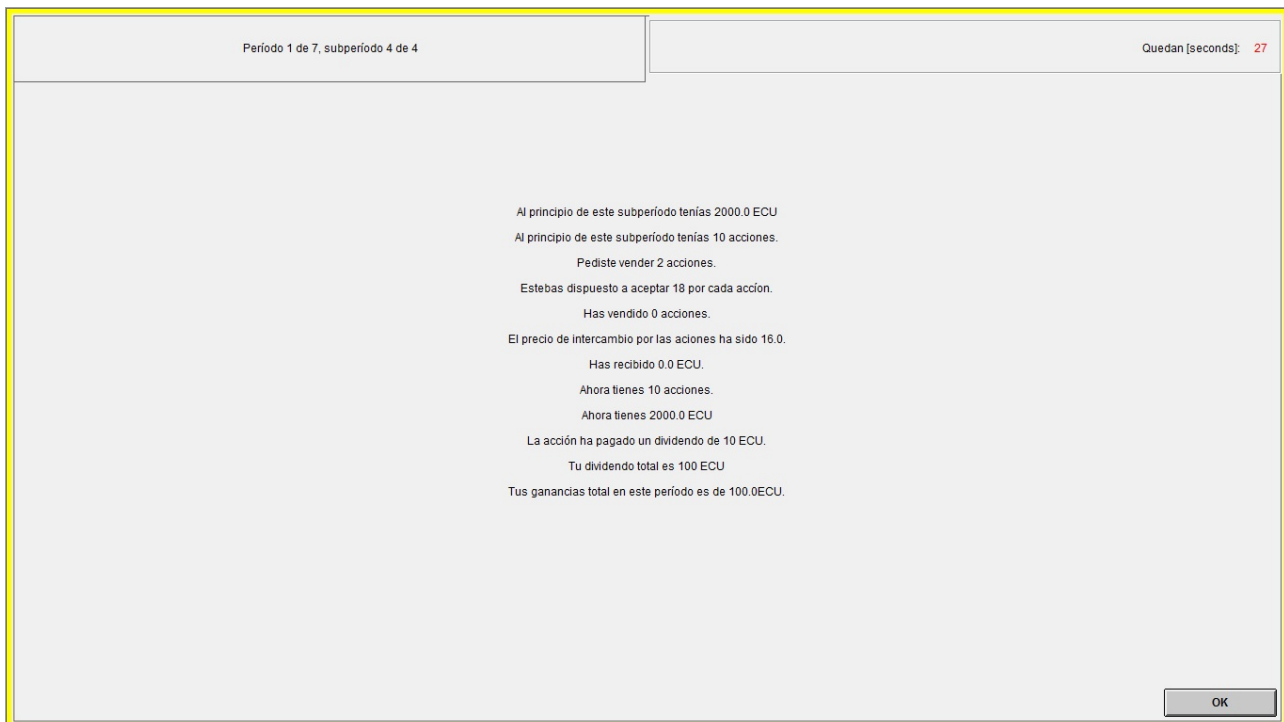 Período 1 de 7, subperíodo 4 de 4
Quedan [seconds]: 27
Al principio de este subperíodo tenías 2000.0 ECU
Al principio de este subperíodo tenías 10 acciones.
Pediste vender 2 acciones.
Estebas dispuesto a aceptar 18 por cada accíon.
Has vendido 0 acciones.
El precio de intercambio por las aciones ha sido 16.0.
Has recibido 0.0 ECU.
Ahora tienes 10 acciones.
Ahora tienes 2000.0 ECU
La acción ha pagado un dividendo de 10 ECU.
Tu dividendo total es 100 ECU
Tus ganancias total en este período es de 100.0ECU.
OK